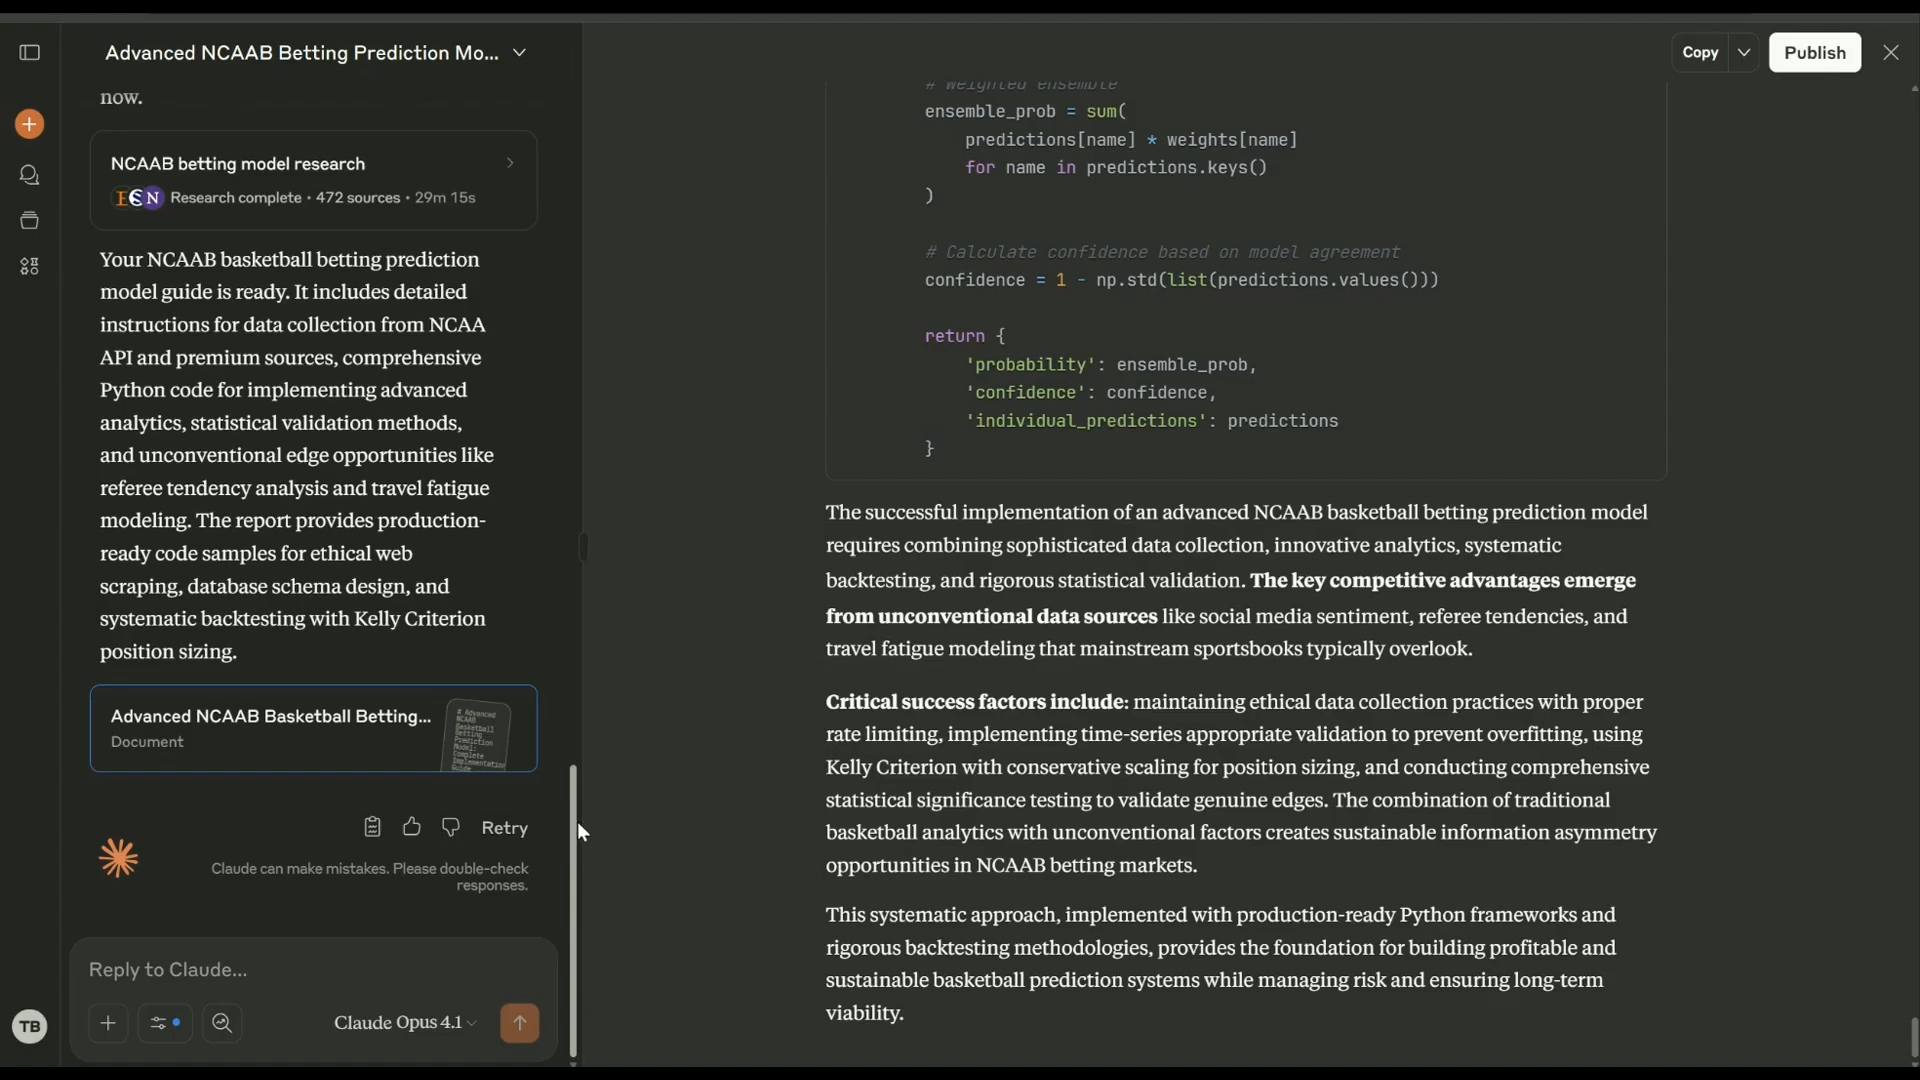 Advanced NCAAB Betting Prediction Mo...
now.
NCAAB betting model research
Research complete • 472 sources • 29m 15s
Your NCAAB basketball betting prediction
model guide is ready. It includes detailed
instructions for data collection from NCAA
API and premium sources, comprehensive
Python code for implementing advanced
analytics, statistical validation methods,
and unconventional edge opportunities like
referee tendency analysis and travel fatigue
modeling. The report provides production-
ready code samples for ethical web
scraping, database schema design, and
systematic backtesting with Kelly Criterion
position sizing.
Advanced NCAAB Basketball Betting...
Document
# Advanced
NCAAB
Basketball
Betting
Prediction
Model:
Complete
Implementation
Guide
Retry
Claude can make mistakes. Please double-check
responses.
Reply to Claude...
Claude Opus 4.1
TB
Copy
Publish
# Weighted ensemble
ensemble_prob = sum(
predictions[name] * weights[name]
for name in predictions.keys()
)
# Calculate confidence based on model agreement
confidence = 1 - np.std(list(predictions.values()))
return {
'probability': ensemble_prob,
'confidence': confidence,
'individual_predictions': predictions
}
The successful implementation of an advanced NCAAB basketball betting prediction model
requires combining sophisticated data collection, innovative analytics, systematic
backtesting, and rigorous statistical validation. The key competitive advantages emerge
from unconventional data sources like social media sentiment, referee tendencies, and
travel fatigue modeling that mainstream sportsbooks typically overlook.
Critical success factors include: maintaining ethical data collection practices with proper
rate limiting, implementing time-series appropriate validation to prevent overfitting, using
Kelly Criterion with conservative scaling for position sizing, and conducting comprehensive
statistical significance testing to validate genuine edges. The combination of traditional
basketball analytics with unconventional factors creates sustainable information asymmetry
opportunities in NCAAB betting markets.
This systematic approach, implemented with production-ready Python frameworks and
rigorous backtesting methodologies, provides the foundation for building profitable and
sustainable basketball prediction systems while managing risk and ensuring long-term
viability.